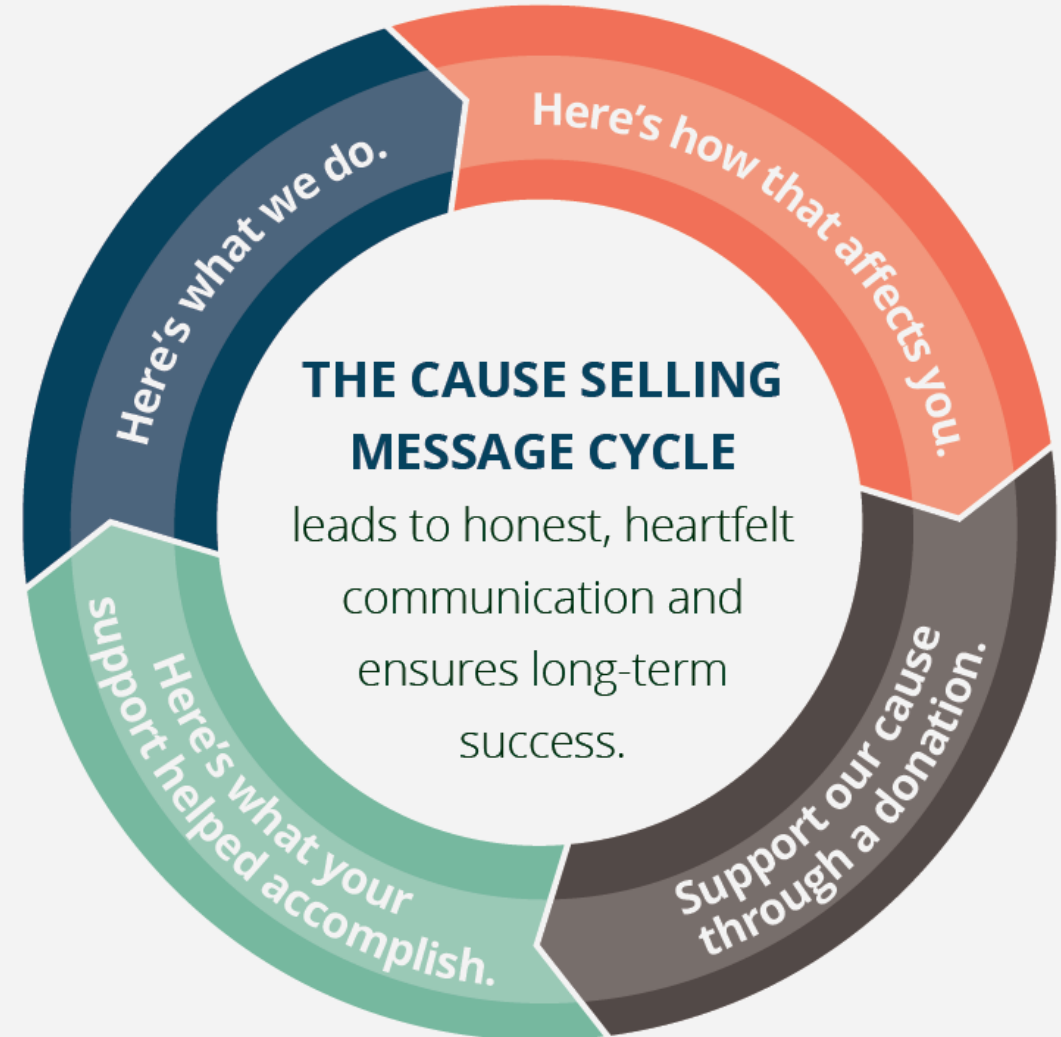 Here’s what we do.
Here’s how that affects you.
THE CAUSE SELLING
MESSAGE CYCLE
leads to honest, heartfelt
communication and
ensures long-term
success.
Support our cause
through a donation.
Here’s what your
support helped accomplish.